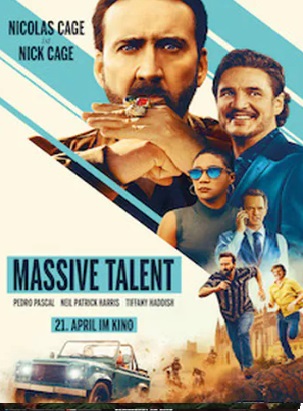 NICOLAS CAGE
ist
NICK CAGE
MASSIVE TALENT
PEDRO PASCAL NEIL PATRICK HARRIS TIFFANY HADDISH
21. APRIL IM KINO